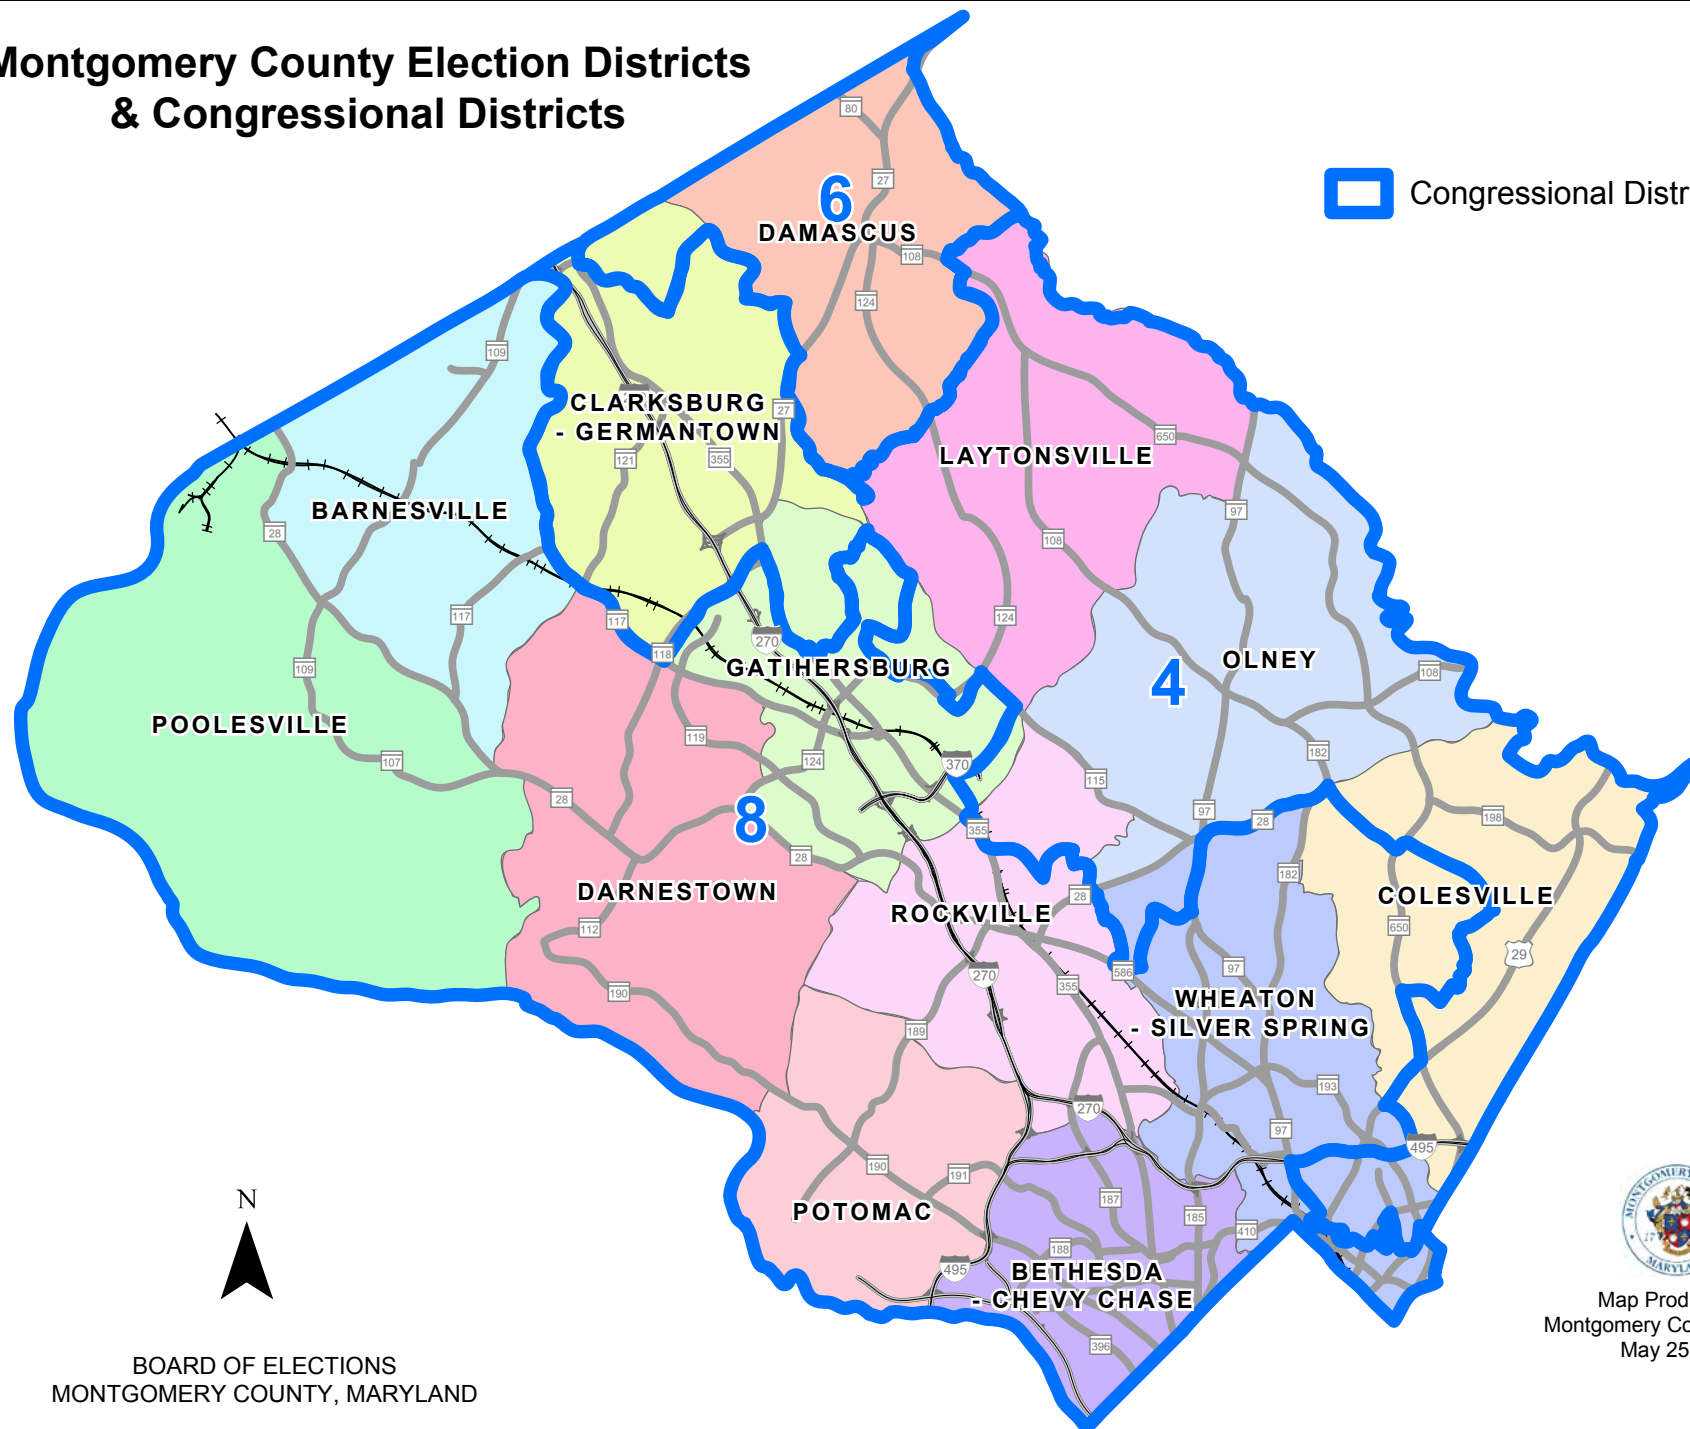 Montgomery County Election Districts
& Congressional Districts
Congressional Distr
80
27
6
DAMASCUS
108
124
109
CLARKSBURG
- GERMANTOWN
27
121
355
650
LAYTONSVILLE
BARNESVILLE
28
97
108
117
117
124
118
270
GATIHERSBURG
OLNEY
4
108
109
POOLESVILLE
119
107
124
370
182
115
28
8
355
97
28
198
28
DARNESTOWN
182
28
COLESVILLE
ROCKVILLE
650
112
29
586
97
270
355
190
WHEATON
- SILVER SPRING
189
193
270
97
495
190
191
187
POTOMAC
185
410
188
495
BETHESDA
- CHEVY CHASE
396
N
BOARD OF ELECTIONS
MONTGOMERY COUNTY, MARYLAND
MONTGOMERY
17
MARYLA
Map Prod
Montgomery Co
May 25